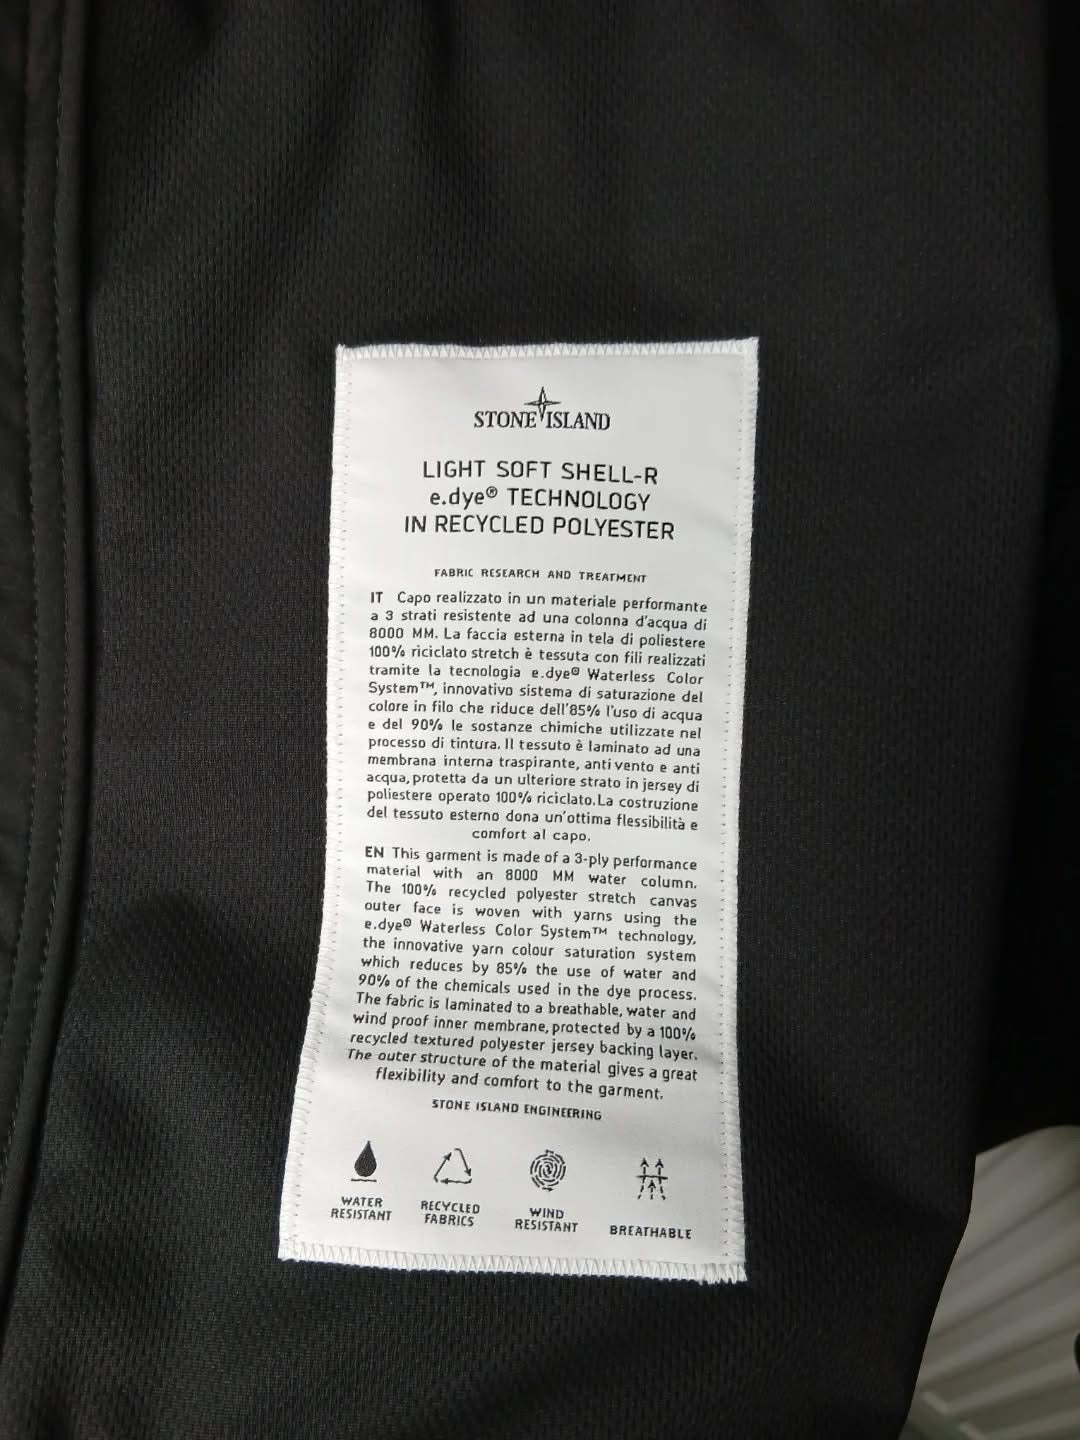 STONE ISLAND
LIGHT SOFT SHELL-R
e.dye® TECHNOLOGY
IN RECYCLED POLYESTER
FABRIC RESEARCH AND TREATMENT
IT Capo realizzato in un materiale performante
a 3 strati resistente ad una colonna d'acqua di
8000 MM. La faccia esterna in tela di poliestere
100% riciclato stretch è tessuta con fili realizzati
tramite la tecnologia e.dye® Waterless Color
System™, innovativo sistema di saturazione del
colore in filo che riduce dell'85% l'uso di acqua
e del 90% le sostanze chimiche utilizzate nel
processo di tintura. Il tessuto è laminato ad una
membrana interna traspirante, anti vento e anti
acqua, protetta da un ulteriore strato in jersey di
poliestere operato 100% riciclato. La costruzione
del tessuto esterno dona un'ottima flessibilità e
comfort al capo.
EN This garment is made of a 3-ply performance
material with an 8000 MM water column.
The 100% recycled polyester stretch canvas
outer face is woven with yarns using the
e.dye® Waterless Color System™ technology,
the innovative yarn colour saturation system
which reduces by 85% the use of water and
90% of the chemicals used in the dye process.
The fabric is laminated to a breathable, water and
wind proof inner membrane, protected by a 100%
recycled textured polyester jersey backing layer.
The outer structure of the material gives a great
flexibility and comfort to the garment.
STONE ISLAND ENGINEERING
WATER
RESISTANT
RECYCLED
FABRICS
WIND
RESISTANT
BREATHABLE